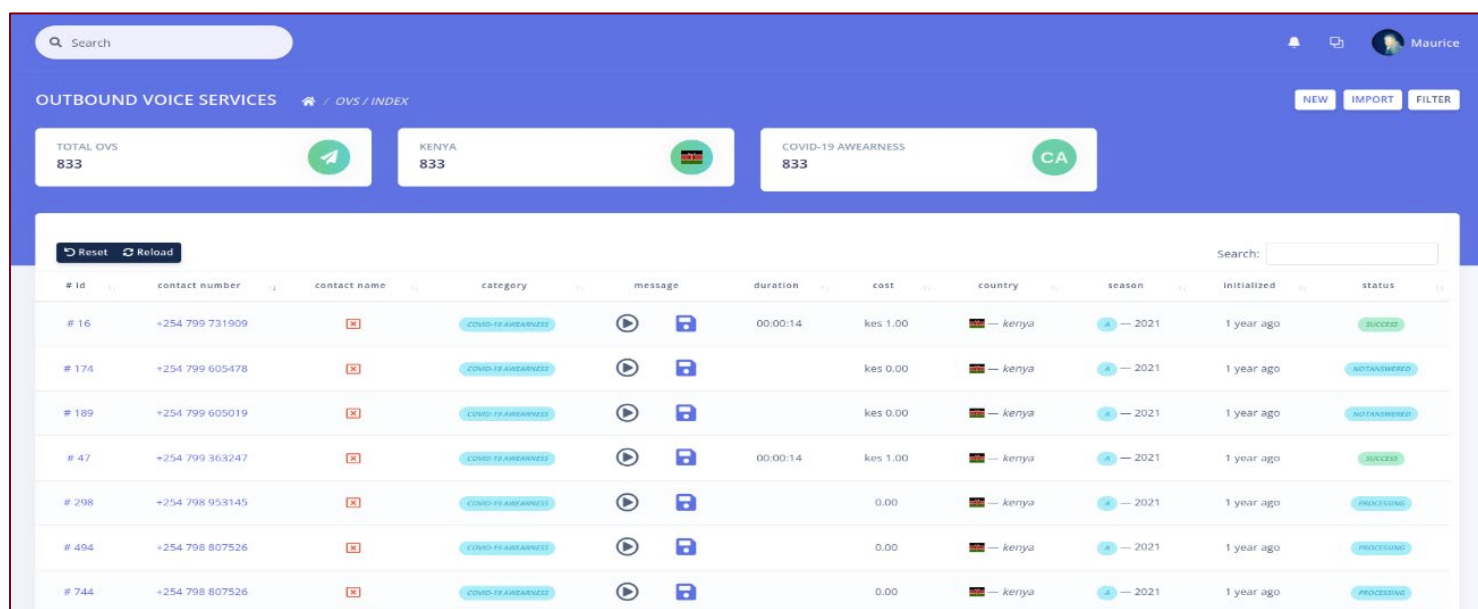 Search
Maurice
OUTBOUND VOICE SERVICES / OVS / INDEX
NEW IMPORT FILTER
TOTAL OVS
833
KENYA
833
COVID-19 AWEARNESS
833
CA
Reset Reload
Search:
# id contact number contact name category message duration cost country season initialized status
# 16 +254 799 731909 COVID-19 AWEARNESS 00:00:14 kes 1.00 — kenya A — 2021 1 year ago SUCCESS
# 174 +254 799 605478 COVID-19 AWEARNESS kes 0.00 — kenya A — 2021 1 year ago NOTANSWERED
# 189 +254 799 605019 COVID-19 AWEARNESS kes 0.00 — kenya A — 2021 1 year ago NOTANSWERED
# 47 +254 799 363247 COVID-19 AWEARNESS 00:00:14 kes 1.00 — kenya A — 2021 1 year ago SUCCESS
# 298 +254 798 953145 COVID-19 AWEARNESS 0.00 — kenya A — 2021 1 year ago PROCESSING
# 494 +254 798 807526 COVID-19 AWEARNESS 0.00 — kenya A — 2021 1 year ago PROCESSING
# 744 +254 798 807526 COVID-19 AWEARNESS 0.00 — kenya A — 2021 1 year ago PROCESSING